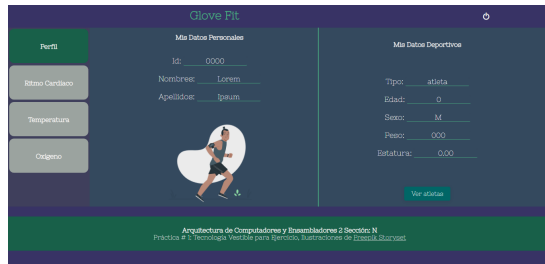 Glove Fit
Perfil
Ritmo Cardíaco
Temperatura
Oxígeno
Mis Datos Personales
Id: 0000
Nombres: Lorem
Apellidos: Ipsum
Mis Datos Deportivos
Tipo: atleta
Edad: 0
Sexo: M
Peso: 000
Estatura: 0.00
Ver atletas
Arquitectura de Computadores y Ensambladores 2 Sección: N
Práctica # 1: Tecnología Vestible para Ejercicio, Ilustraciones de Freepik Storyset